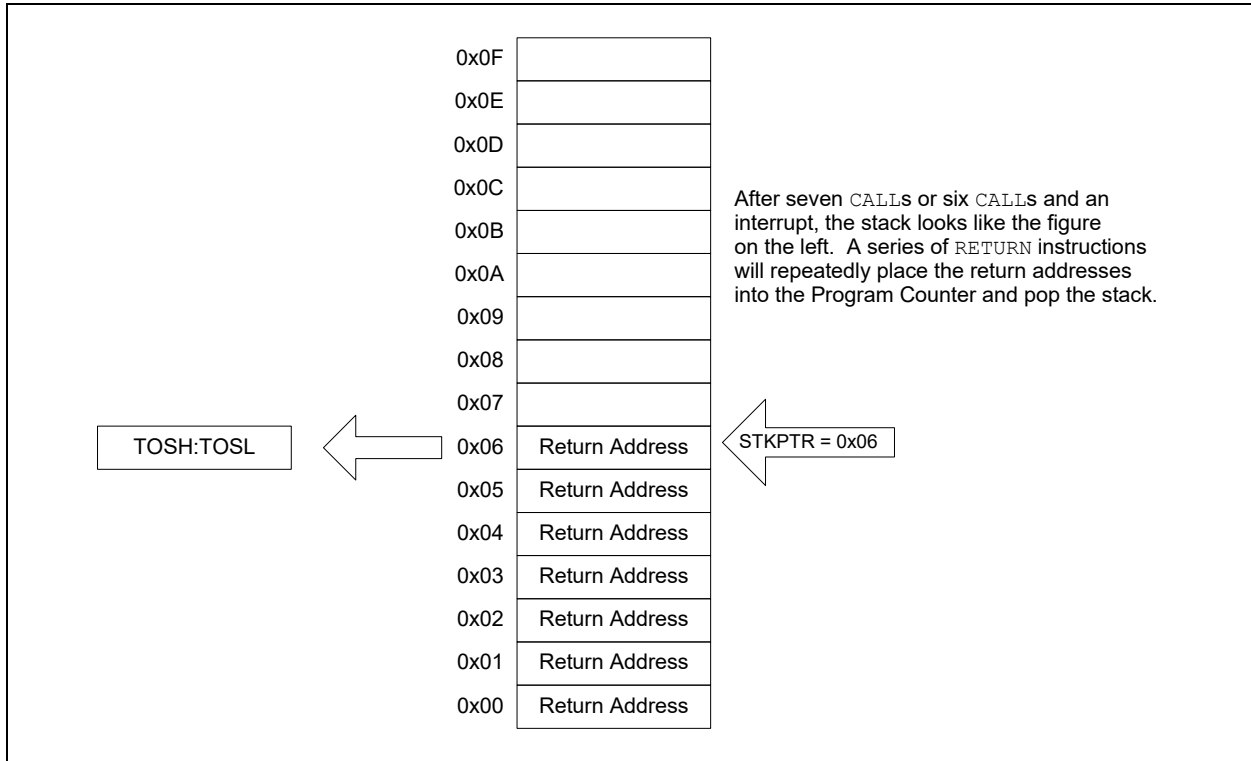 0x0F
0x0E
0x0D
0x0C
0x0B
0x0A
0x09
0x08
0x07
0x06 Return Address
0x05 Return Address
0x04 Return Address
0x03 Return Address
0x02 Return Address
0x01 Return Address
0x00 Return Address
TOSH:TOSL
STKPTR = 0x06
After seven CALLs or six CALLs and an
interrupt, the stack looks like the figure
on the left. A series of RETURN instructions
will repeatedly place the return addresses
into the Program Counter and pop the stack.